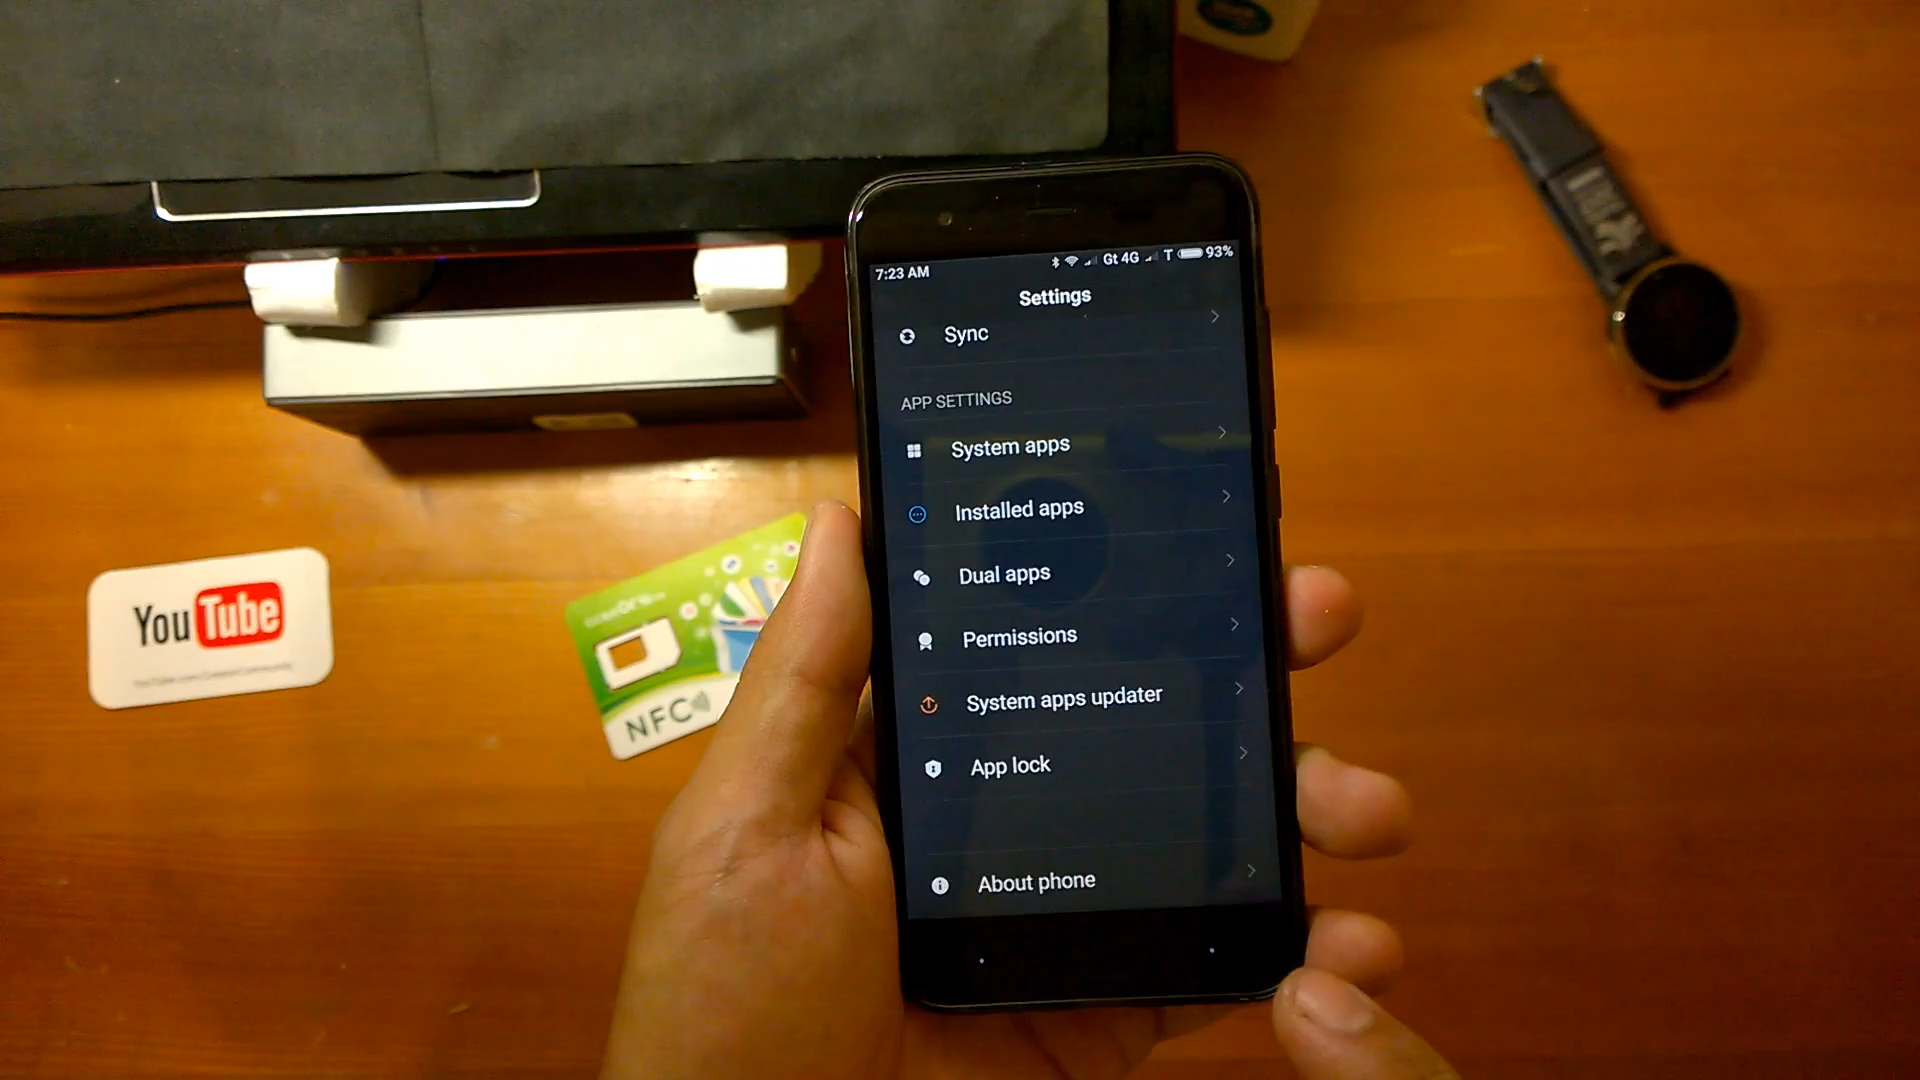 7:23 AM
Gt 4G T 93%
Settings
Sync
APP SETTINGS
System apps
Installed apps
Dual apps
Permissions
System apps updater
App lock
About phone
YouTube
NFC